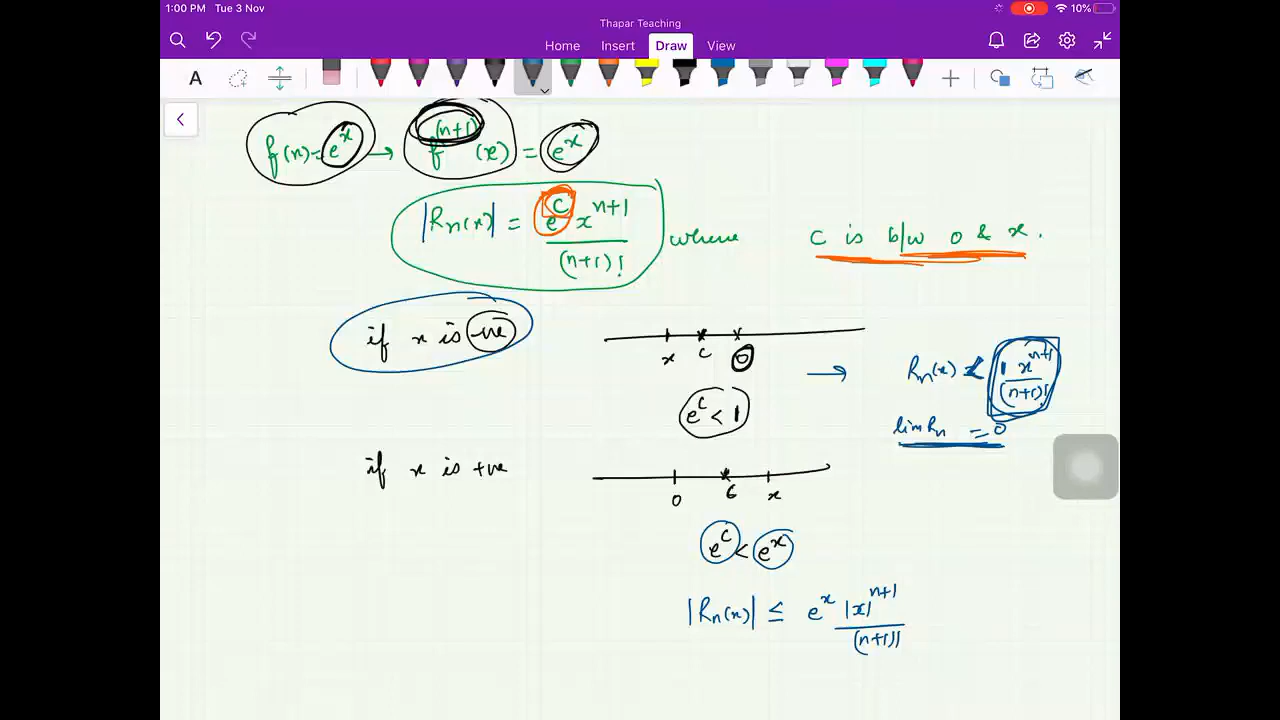 1:00 PM Tue 3 Nov
10%
Thapar Teaching
Home Insert Draw View
A
f(n)=e^x → f^(n+1) (x) = e^x
|Rn(x)| = e^c x^n+1 / (n+1)! where C is b/w 0 & x.
if x is -ve
x c 0
→ Rn(x) < 1 x^n+1 / (n+1)!
e^c < 1
lim Rn = 0
if x is +ve
0 c x
e^c < e^x
|Rn(x)| ≤ e^x |x|^n+1 / (n+1)!